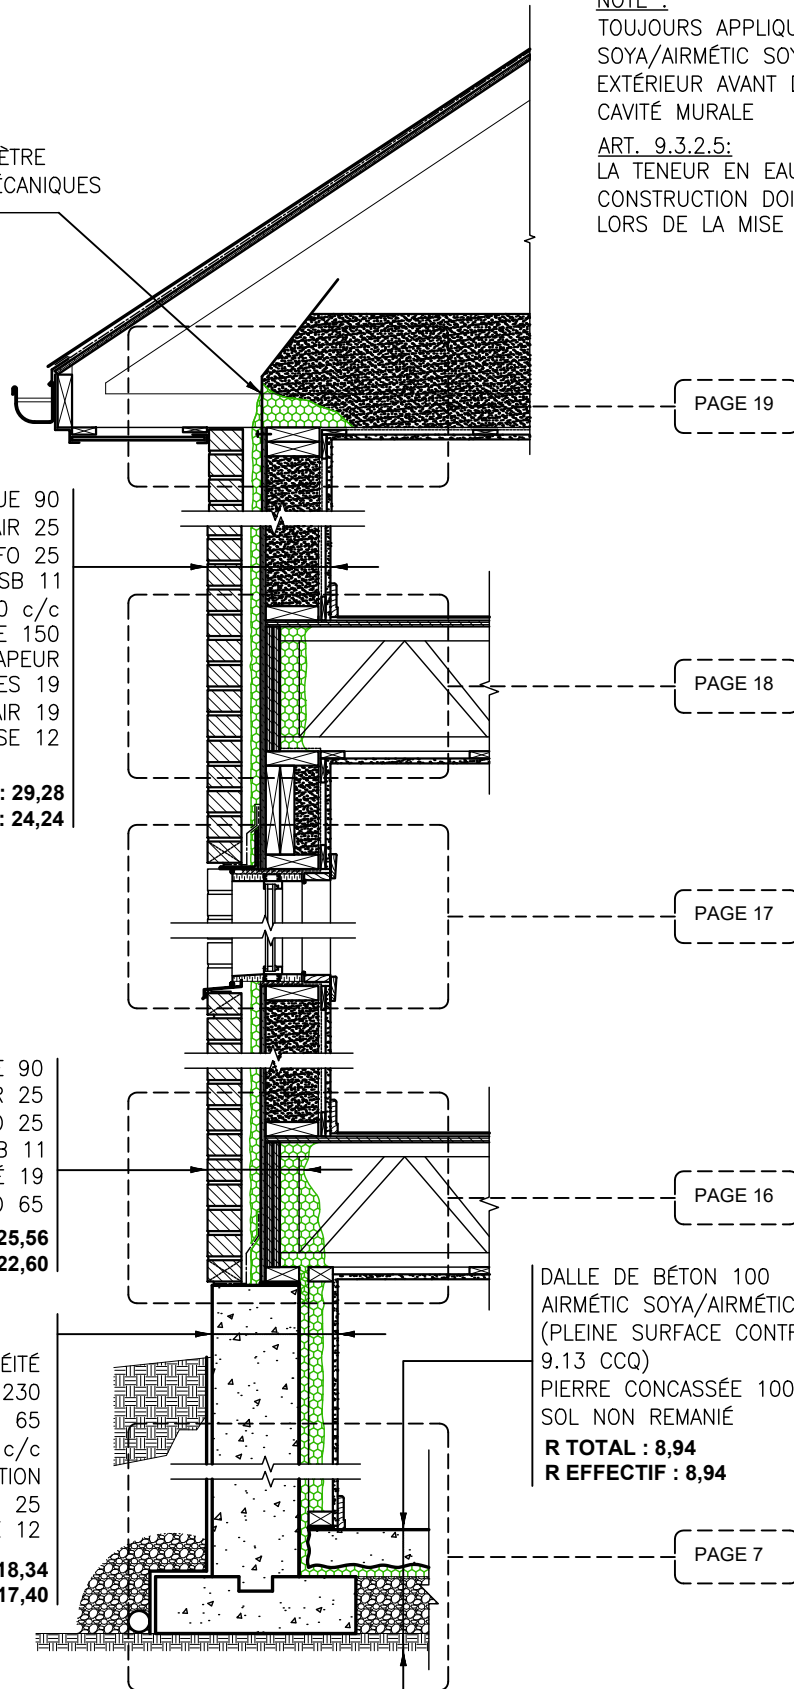 NOTE :
TOUJOURS APPLIQU
SOYA/AIRMÉTIC SOY
EXTÉRIEUR AVANT D
CAVITÉ MURALE
ART. 9.3.2.5:
LA TENEUR EN EAU
CONSTRUCTION DOI
LORS DE LA MISE
ÈTRE
ÉCANIQUES
PAGE 19
UE 90
AIR 25
FO 25
SB 11
0 c/c
E 150
APEUR
ES 19
AIR 19
SE 12
: 29,28
: 24,24
PAGE 18
PAGE 17
E 90
R 25
O 25
B 11
É 19
O 65
25,56
22,60
PAGE 16
DALLE DE BÉTON 100
AIRMÉTIC SOYA/AIRMÉTIC
(PLEINE SURFACE CONTR
9.13 CCQ)
PIERRE CONCASSÉE 100
SOL NON REMANIÉ
R TOTAL : 8,94
R EFFECTIF : 8,94
ÉITÉ
230
65
c/c
TION
25
E 12
18,34
17,40
PAGE 7